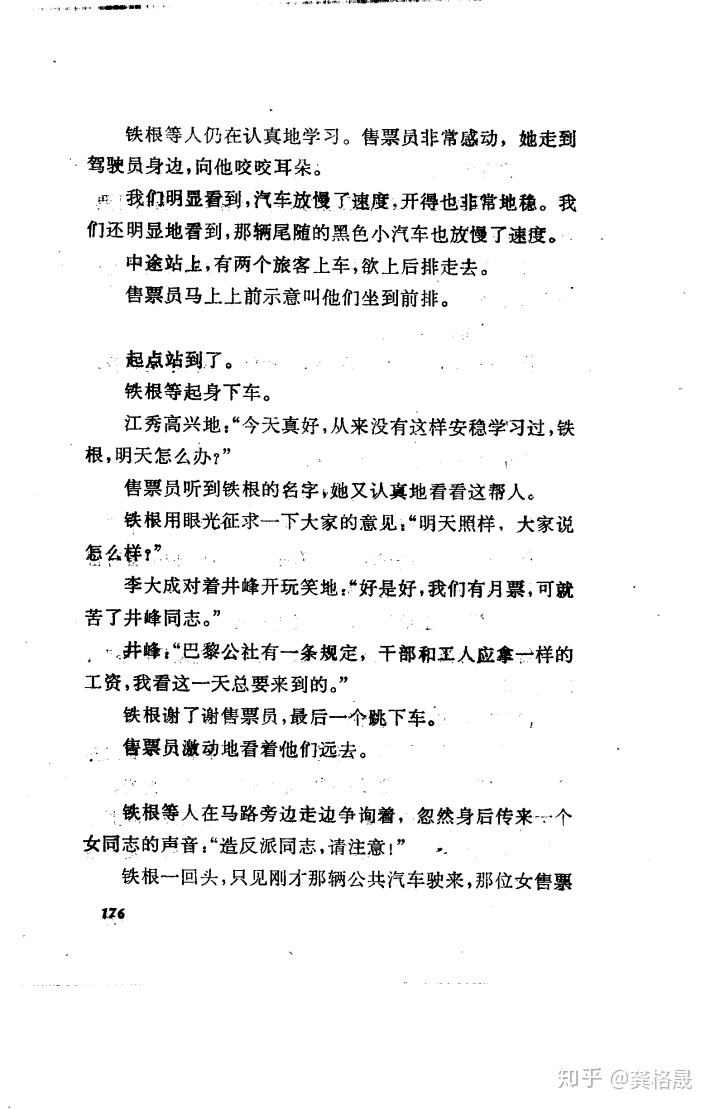 铁根等人仍在认真地学习。售票员非常感动，她走到
驾驶员身边，向他咬咬耳朵。
我们明显看到，汽车放慢了速度，开得也非常地稳。我
们还明显地看到，那辆尾随的黑色小汽车也放慢了速度。
中途站上，有两个旅客上车，欲上后排走去。
售票员马上上前示意叫他们坐到前排。
起点站到了。
铁根等起身下车。
江秀高兴地：“今天真好，从来没有这样安稳学习过，铁
根，明天怎么办？”
售票员听到铁根的名字，她又认真地看看这帮人。
铁根用眼光征求一下大家的意见：“明天照样，大家说
怎么样？”
李大成对着井峰开玩笑地：“好是好，我们有月票，可就
苦了井峰同志。”
井峰：“巴黎公社有一条规定，干部和工人应拿一样的
工资，我看这一天总要来到的。”
铁根谢了谢售票员，最后一个跳下车。
售票员激动地看着他们远去。
铁根等人在马路旁边走边争询着，忽然身后传来一个
女同志的声音：“造反派同志，请注意！”
铁根一回头，只见刚才那辆公共汽车驶来，那位女售票
176
知乎 @龚格晟